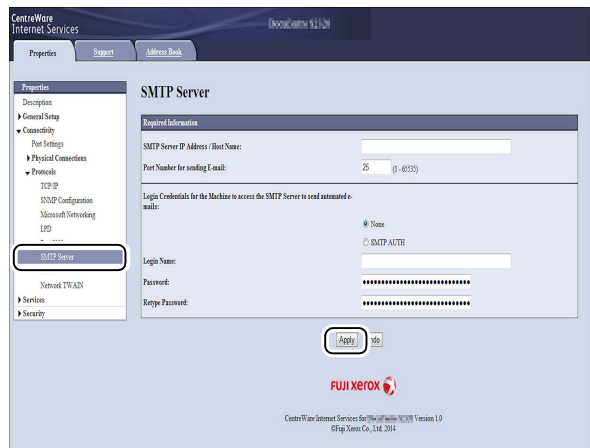 CentreWare
Internet Services
Properties
Support
Address Book
Properties
Description
General Setup
Connectivity
Port Settings
Physical Connections
Protocols
TCP/IP
SNMP Configuration
Microsoft Networking
LPD
SMTP Server
Network TWAIN
Services
Security
SMTP Server
Required Information
SMTP Server IP Address / Host Name:
Port Number for sending E-mail:
25 (1 - 65535)
Login Credentials for the Machine to access the SMTP Server to send automated e-
mails:
None
SMTP AUTH
Login Name:
Password:
••••••••••••••••••••••••••••
Retype Password:
••••••••••••••••••••••••••••
Apply
ndo
FUJI xerox
CentreWare Internet Services for Version 1.0
©Fuji Xerox Co., Ltd. 2014